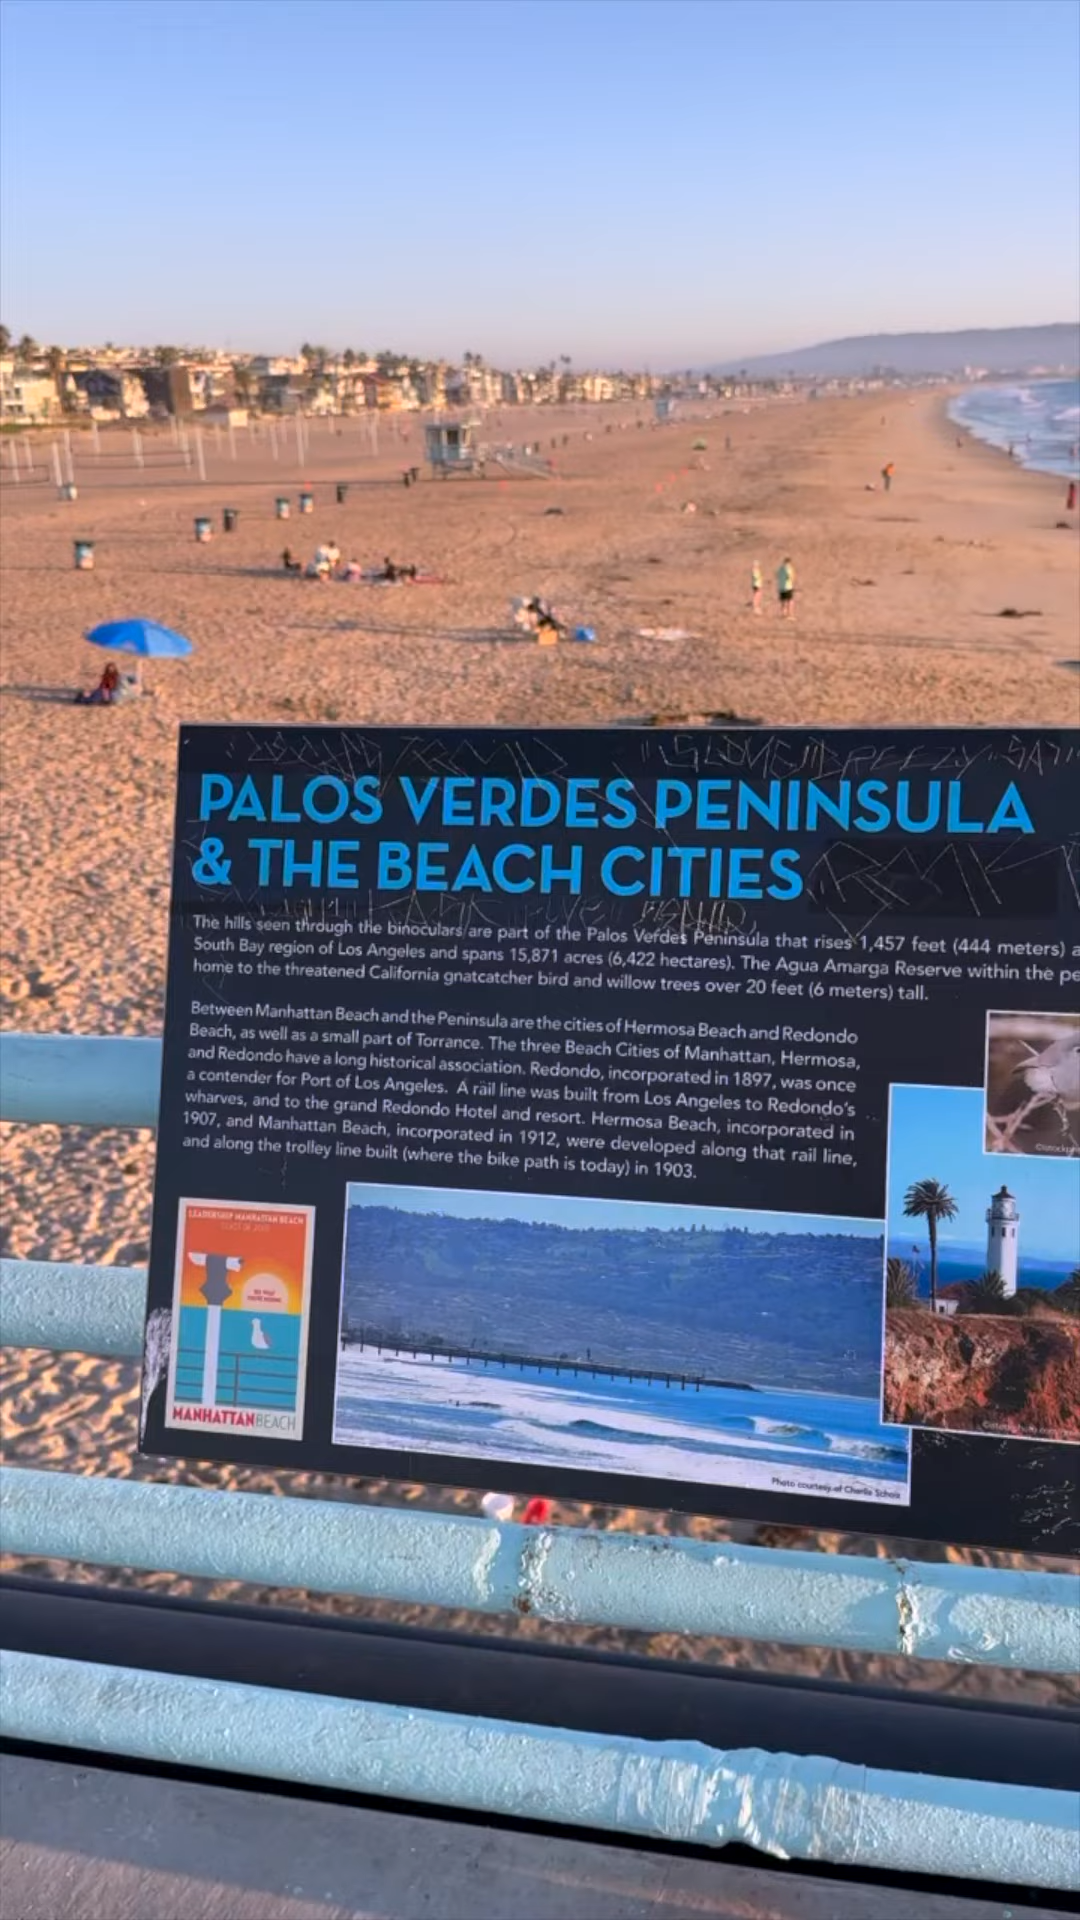 PALOS VERDES PENINSULA
& THE BEACH CITIES
The hills seen through the binoculars are part of the Palos Verdes Peninsula that rises 1,457 feet (444 meters)
South Bay region of Los Angeles and spans 15,871 acres (6,422 hectares). The Agua Amarga Reserve within the
home to the threatened California gnatcatcher bird and willow trees over 20 feet (6 meters) tall.
Between Manhattan Beach and the Peninsula are the cities of Hermosa Beach and Redondo
Beach, as well as a small part of Torrance. The three Beach Cities of Manhattan, Hermosa,
and Redondo have a long historical association. Redondo, incorporated in 1897, was once
a contender for Port of Los Angeles. A rail line was built from Los Angeles to Redondo's
wharves, and to the grand Redondo Hotel and resort. Hermosa Beach, incorporated in
1907, and Manhattan Beach, incorporated in 1912, were developed along that rail line,
and along the trolley line built (where the bike path is today) in 1903.
LEADERSHIP MANHATTAN BEACH
MANHATTANBEACH
Photo courtesy of Charlie